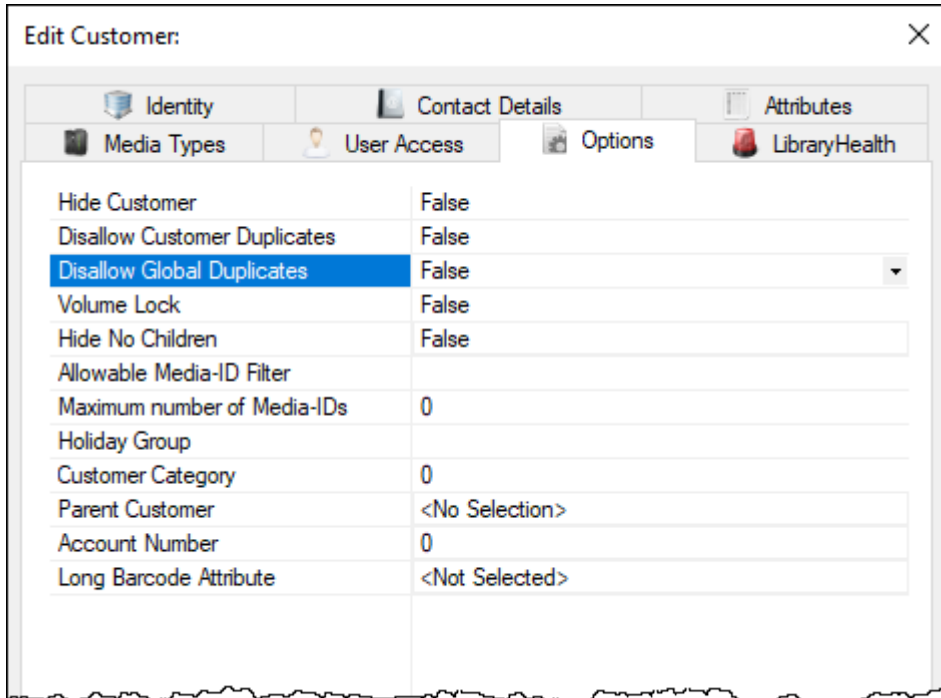 Edit Customer:
Identity Contact Details Attributes
Media Types User Access Options LibraryHealth
Hide Customer False
Disallow Customer Duplicates False
Disallow Global Duplicates False
Volume Lock False
Hide No Children False
Allowable Media-ID Filter
Maximum number of Media-IDs 0
Holiday Group
Customer Category 0
Parent Customer <No Selection>
Account Number 0
Long Barcode Attribute <Not Selected>